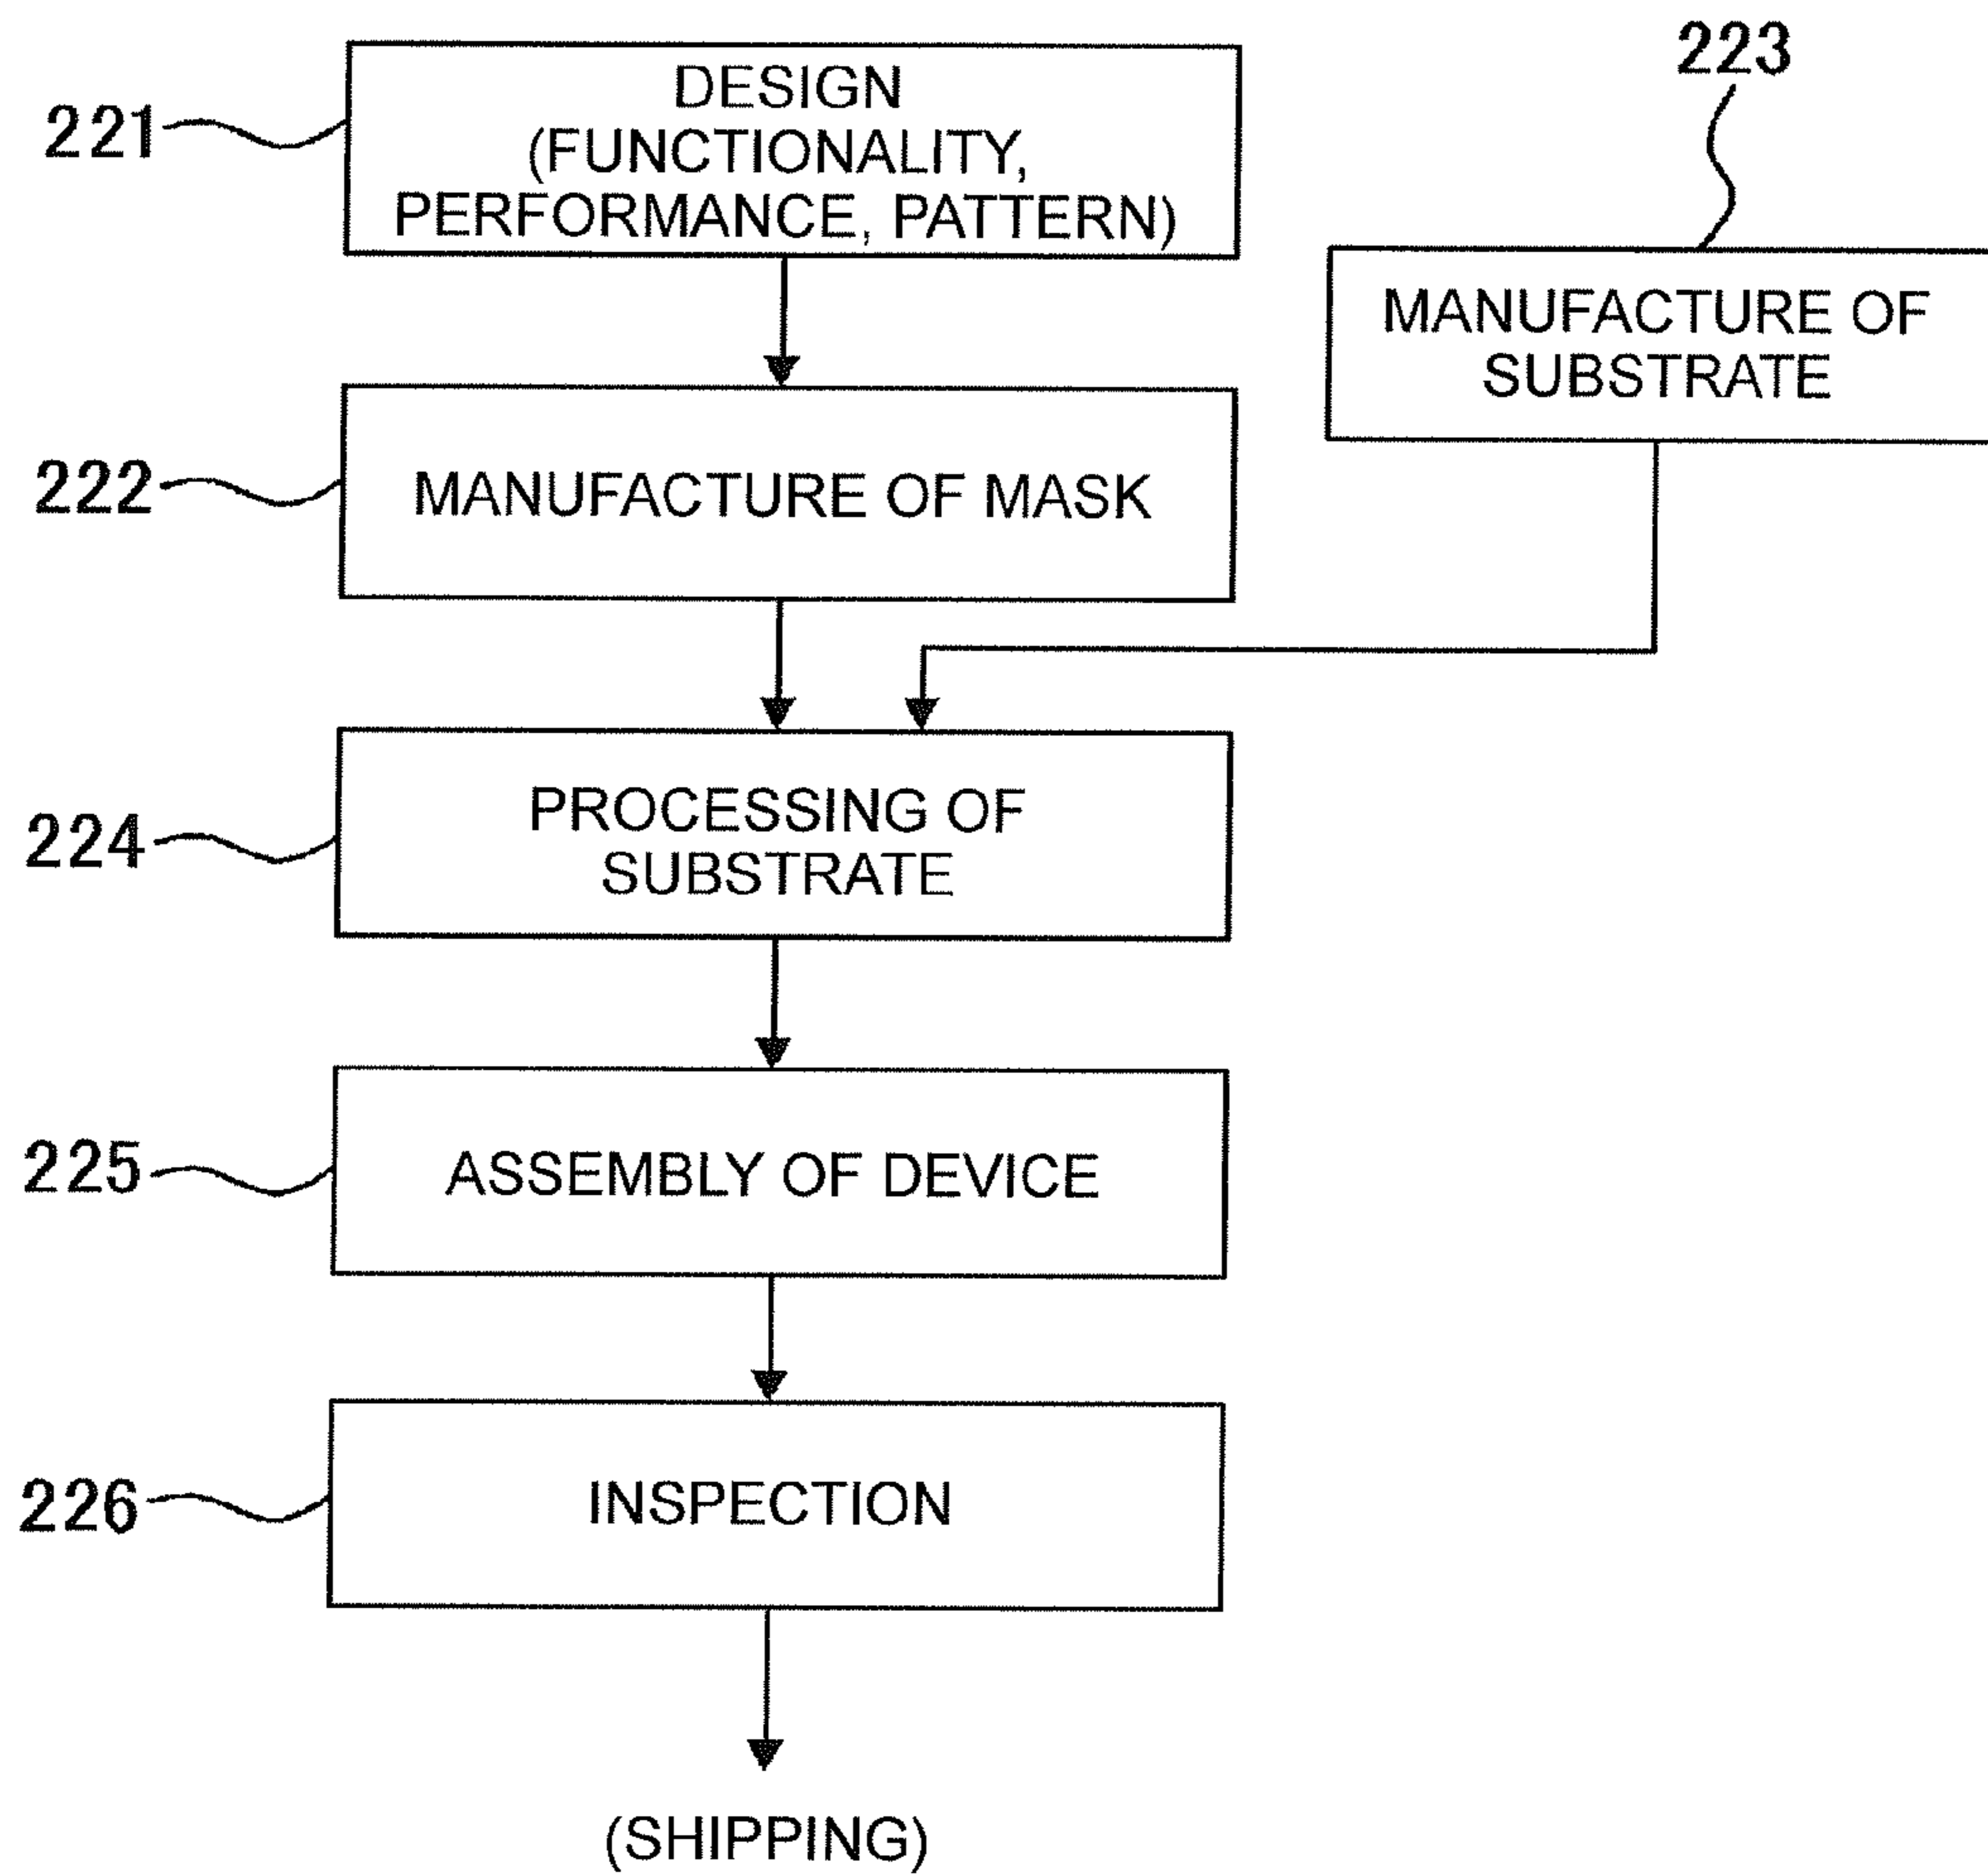 221
DESIGN
(FUNCTIONALITY,
PERFORMANCE, PATTERN)
223
MANUFACTURE OF
SUBSTRATE
222
MANUFACTURE OF MASK
224
PROCESSING OF
SUBSTRATE
225
ASSEMBLY OF DEVICE
226
INSPECTION
(SHIPPING)